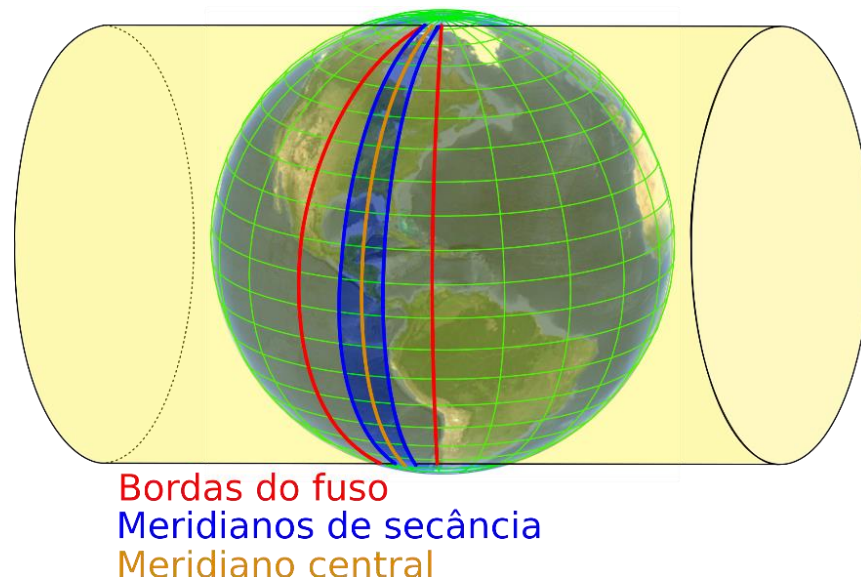 Bordas do fuso
Meridianos de secância
Meridiano central